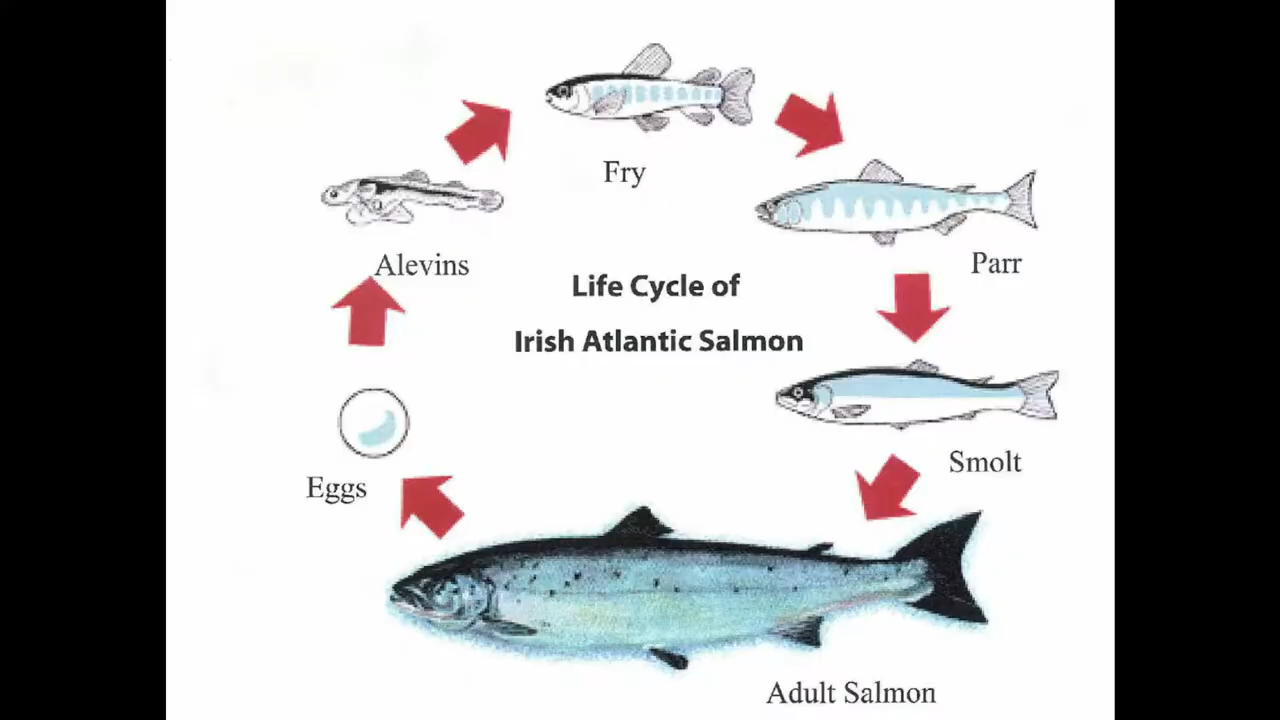 Fry
Alevins
Parr
Life Cycle of
Irish Atlantic Salmon
Smolt
Eggs
Adult Salmon